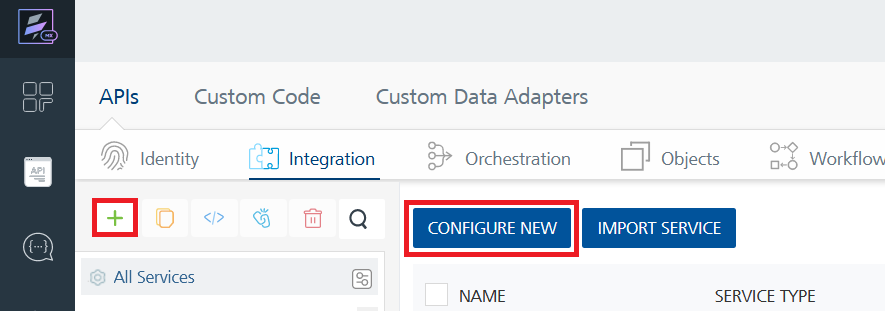 MX
APIs Custom Code Custom Data Adapters
Identity Integration Orchestration Objects Workflow
API
CONFIGURE NEW IMPORT SERVICE
All Services
NAME SERVICE TYPE